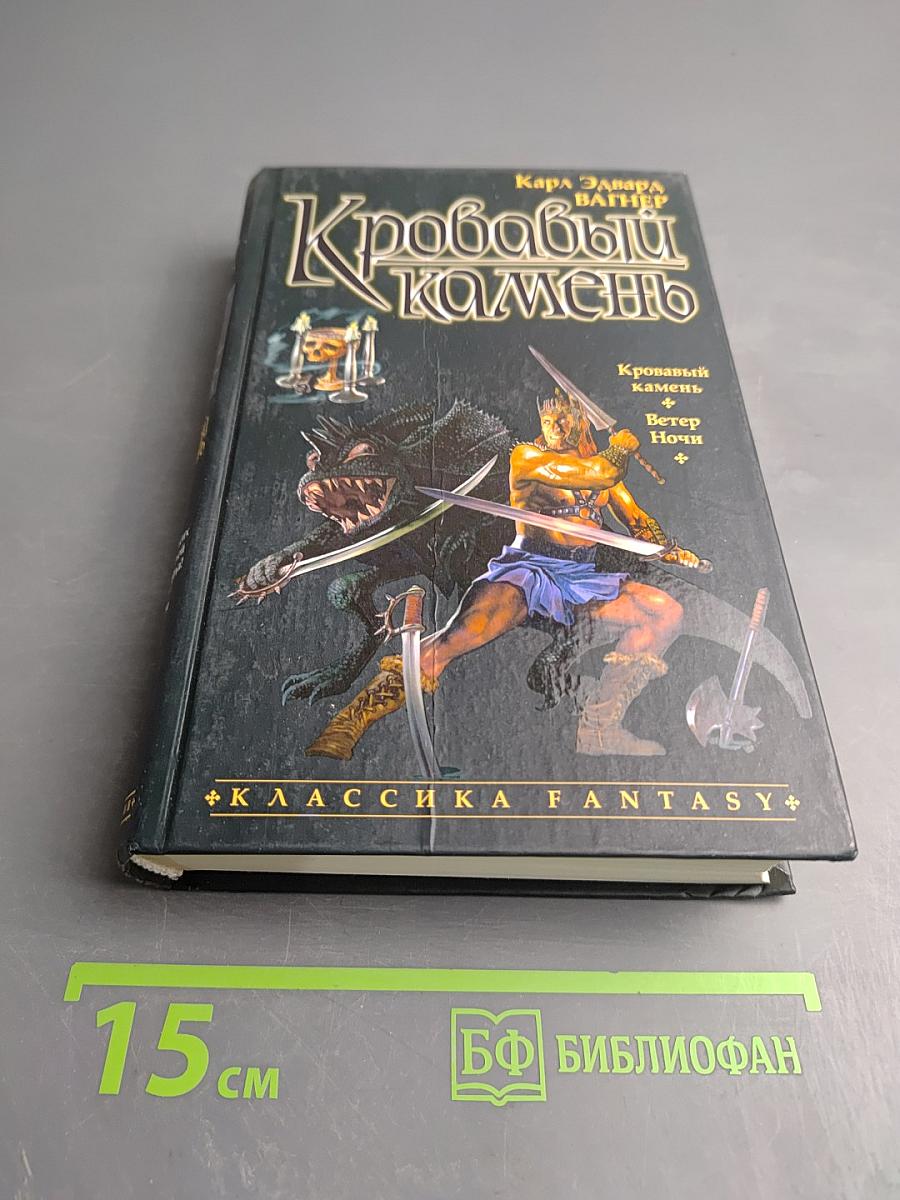 Карл Эдвард
ВАГНЕР
Кровавый
камень
Кровавый
камень
Ветер
Ночи
КЛАССИКА FANTASY
15 см
БФ БИБЛИОФАН